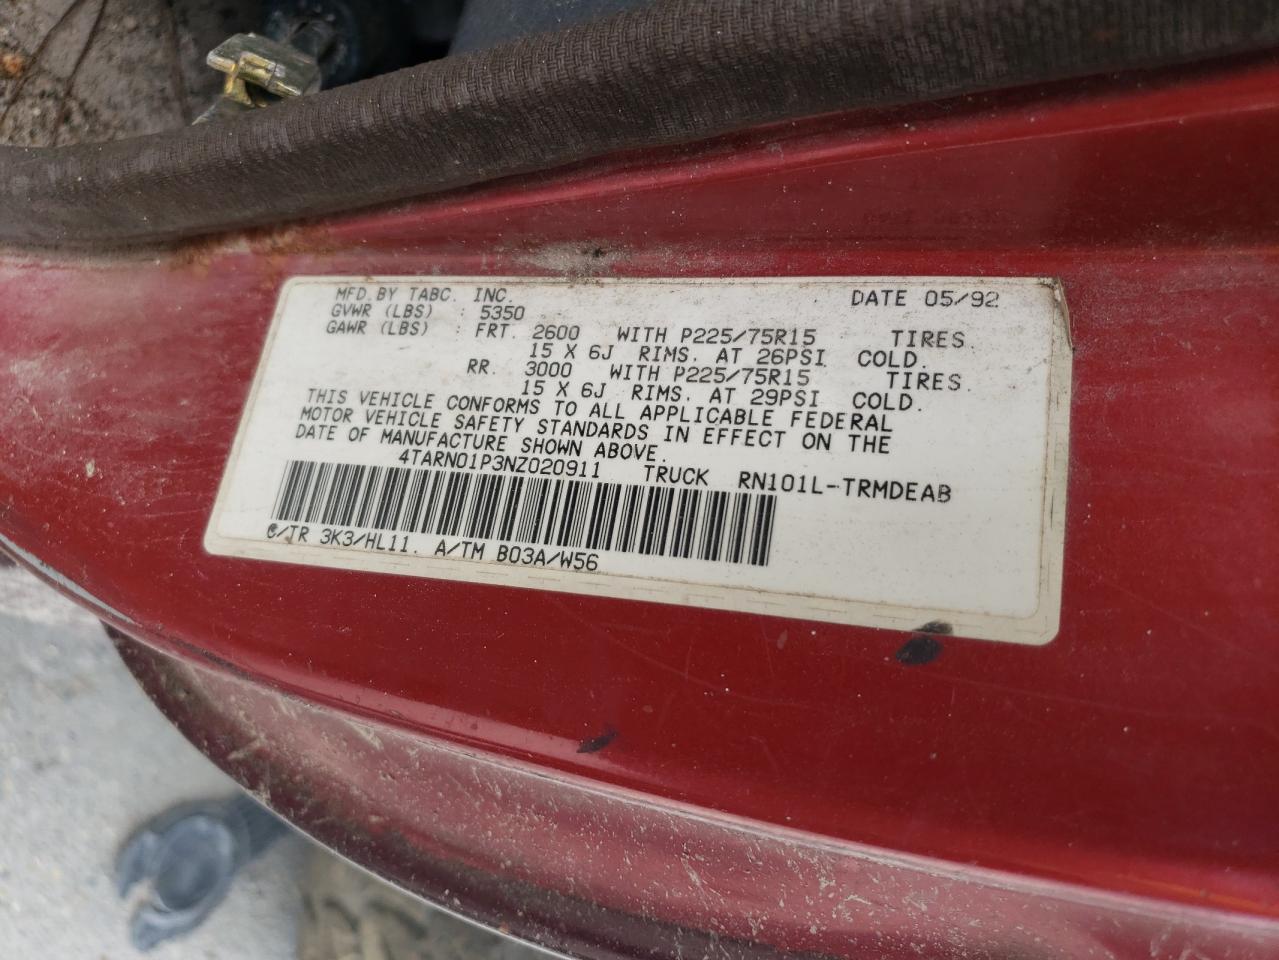 MFD. BY TABC. INC. DATE 05/92
GVWR (LBS) : 5350
GAWR (LBS) : FRT. 2600 WITH P225/75R15 TIRES.
15 X 6J RIMS. AT 26PSI COLD.
RR. 3000 WITH P225/75R15 TIRES.
15 X 6J RIMS. AT 29PSI COLD.
THIS VEHICLE CONFORMS TO ALL APPLICABLE FEDERAL
MOTOR VEHICLE SAFETY STANDARDS IN EFFECT ON THE
DATE OF MANUFACTURE SHOWN ABOVE.
4TARN01P3NZ020911 TRUCK RN101L-TRMDEAB
C/TR 3K3/HL11. A/TM B03A/W56